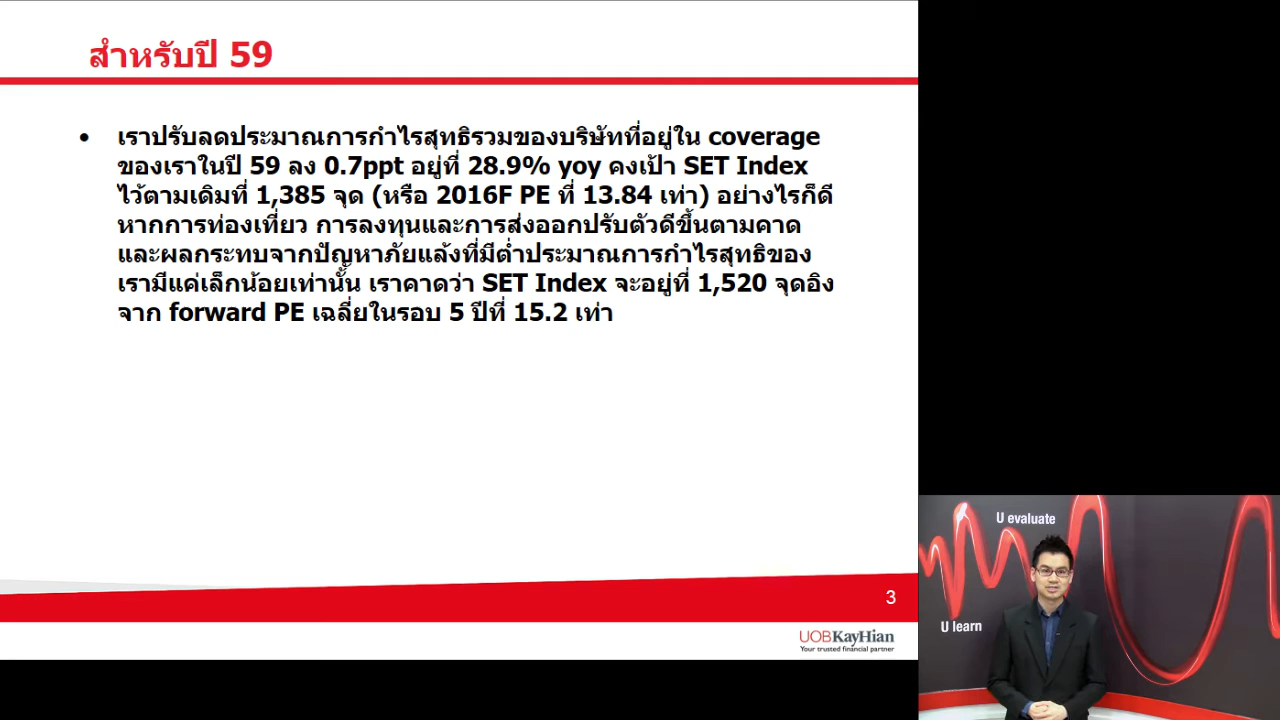 สำหรับปี 59
• เราปรับลดประมาณการกำไรสุทธิรวมของบริษัทที่อยู่ใน coverage
ของเราในปี 59 ลง 0.7ppt อยู่ที่ 28.9% yoy คงเป้า SET Index
ไว้ตามเดิมที่ 1,385 จุด (หรือ 2016F PE ที่ 13.84 เท่า) อย่างไรก็ดี
หากการท่องเที่ยว การลงทุนและการส่งออกปรับตัวดีขึ้นตามคาด
และผลกระทบจากปัญหาภัยแล้งที่มีต่ำประมาณการกำไรสุทธิของ
เรามีแค่เล็กน้อยเท่านั้น เราคาดว่า SET Index จะอยู่ที่ 1,520 จุดอิง
จาก forward PE เฉลี่ยในรอบ 5 ปีที่ 15.2 เท่า
3
UOBKayHian
Your trusted financial partner
U evaluate
U learn